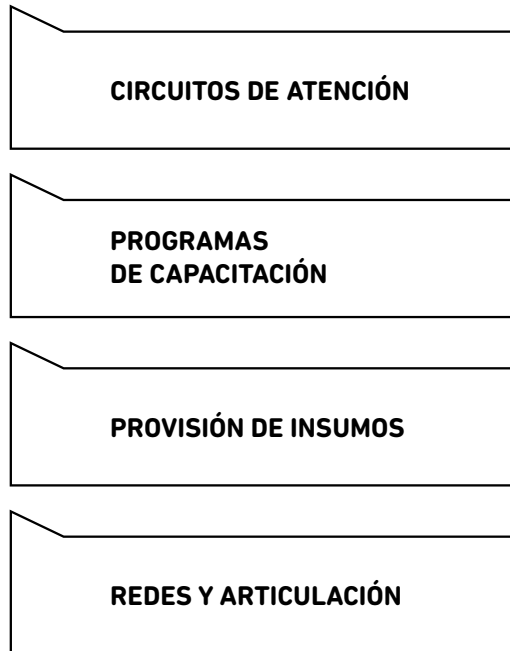 CIRCUITOS DE ATENCIÓN
PROGRAMAS
DE CAPACITACIÓN
PROVISIÓN DE INSUMOS
REDES Y ARTICULACIÓN